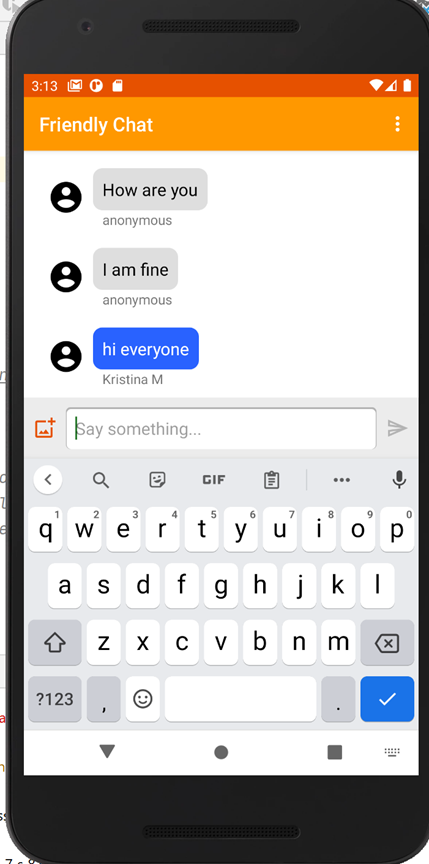 3:13
Friendly Chat
How are you
anonymous
I am fine
anonymous
hi everyone
Kristina M
Say something...
GIF
1 2 3 4 5 6 7 8 9 0
q w e r t y u i o p
a s d f g h j k l
z x c v b n m
?123 , .